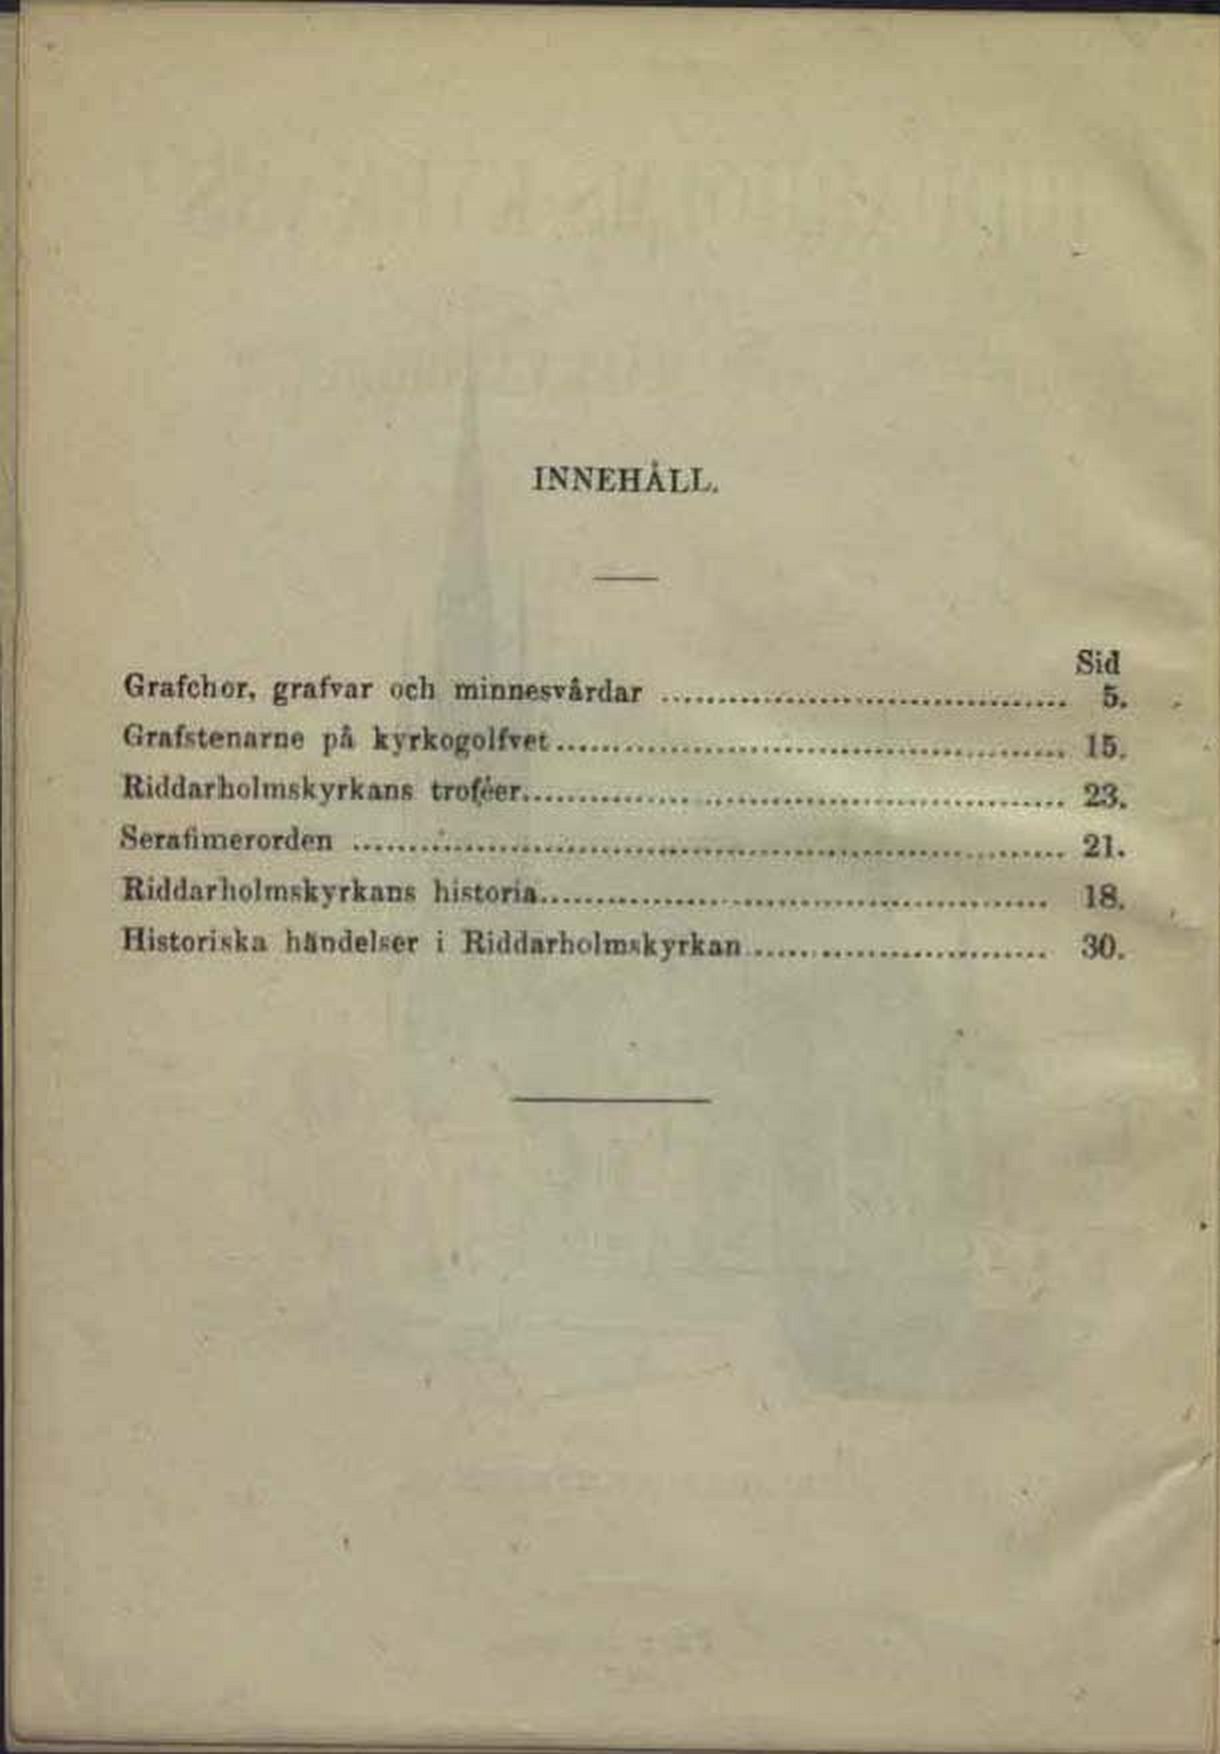 INNEHÅLL.
Sid
Grafchor, grafvar och minnesvårdar ........................................ 5.
Grafstenarne på kyrkogolfvet .................................................. 15.
Riddarholmskyrkans troféer...................................................... 23.
Serafimerorden ...................................................................... 21.
Riddarholmskyrkans historia................................................... 18.
Historiska händelser i Riddarholmskyrkan ............................. 30.